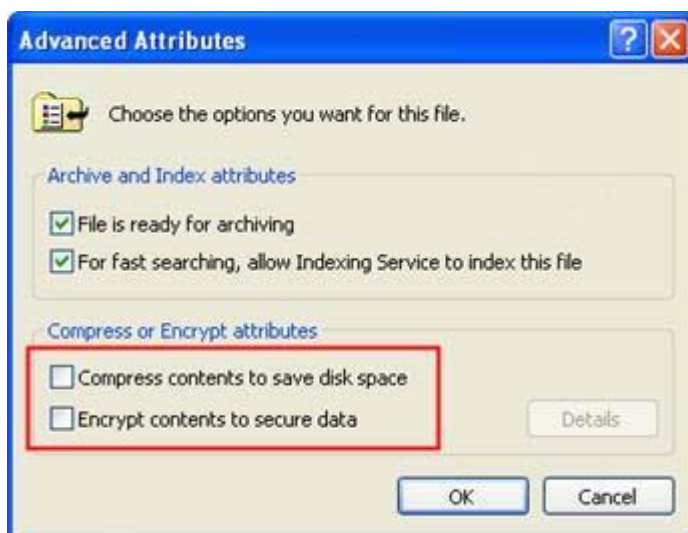 Advanced Attributes
Choose the options you want for this file.
Archive and Index attributes
File is ready for archiving
For fast searching, allow Indexing Service to index this file
Compress or Encrypt attributes
Compress contents to save disk space
Encrypt contents to secure data
Details
OK
Cancel